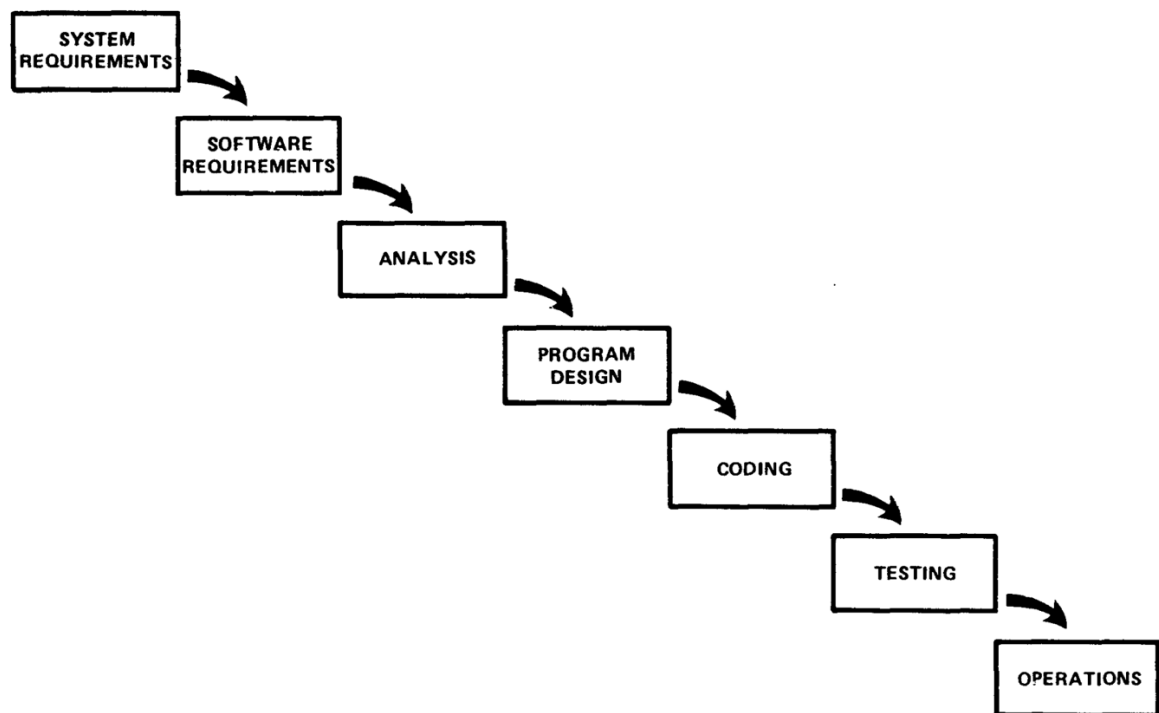 SYSTEM
REQUIREMENTS
SOFTWARE
REQUIREMENTS
ANALYSIS
PROGRAM
DESIGN
CODING
TESTING
OPERATIONS